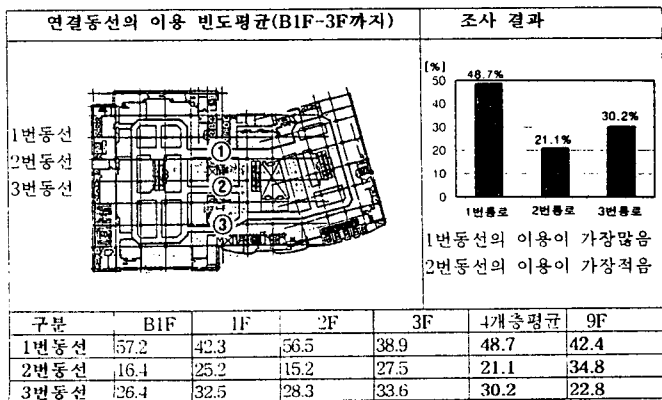 연결동선의 이용 빈도평균(B1F-3F까지)
조사 결과
1번동선
2번동선
3번동선
①
②
③
[%]
50
40
30
20
10
0
48.7%
21.1%
30.2%
1번통로 2번통로 3번통로
1번동선의 이용이 가장많음
2번동선의 이용이 가장적음
구분 B1F 1F 2F 3F 4개층평균 9F
1번동선 57.2 42.3 56.5 38.9 48.7 42.4
2번동선 16.4 25.2 15.2 27.5 21.1 34.8
3번동선 26.4 32.5 28.3 33.6 30.2 22.8